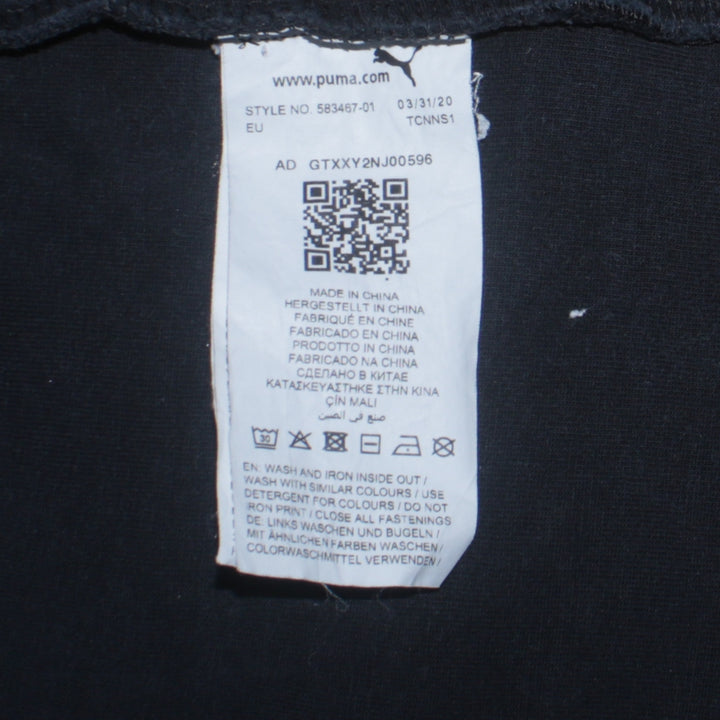 www.puma.com
STYLE NO. 583467-01 03/31/20
EU TCNNS1
AD GTXXY2NJ00596
MADE IN CHINA
HERGESTELLT IN CHINA
FABRIQUÉ EN CHINE
FABRICADO EN CHINA
PRODOTTO IN CHINA
FABRICADO NA CHINA
СДЕЛАНО В КИТАЕ
ΚΑΤΑΣΚΕΥΑΣΤΗΚΕ ΣΤΗΝ ΚΙΝΑ
ÇİN MALI
صنع في الصين
30
EN: WASH AND IRON INSIDE OUT /
WASH WITH SIMILAR COLOURS / USE
DETERGENT FOR COLOURS / DO NOT
IRON PRINT / CLOSE ALL FASTENINGS
DE: LINKS WASCHEN UND BUGELN /
MIT ÄHNLICHEN FARBEN WASCHEN /
COLORWASCHMITTEL VERWENDEN /